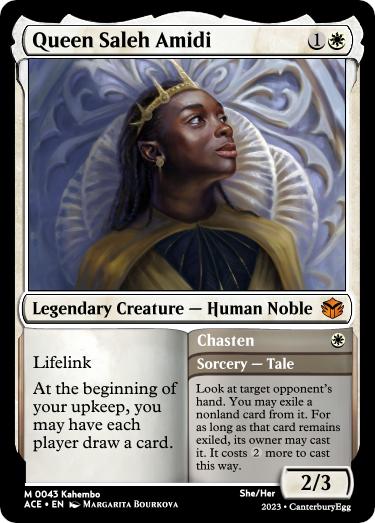 Queen Saleh Amidi 1
Legendary Creature — Human Noble
Lifelink
At the beginning of
your upkeep, you
may have each
player draw a card.
Chasten
Sorcery — Tale
Look at target opponent's
hand. You may exile a
nonland card from it. For
as long as that card remains
exiled, its owner may cast
it. It costs 2 more to cast
this way.
2/3
M 0043 Kahembo
ACE • EN Margarita Bourkova
She/Her
2023 • CanterburyEgg